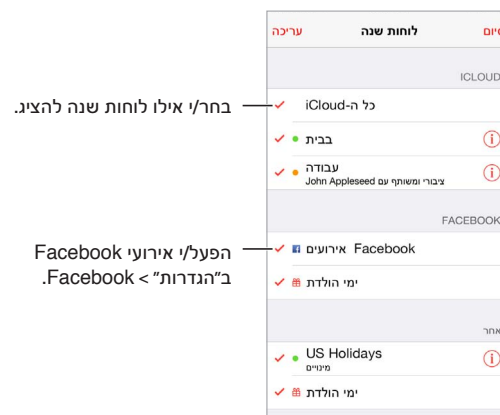 סיום לוחות שנה עריכה
ICLOUD
כל ה-iCloud
בחר/י אילו לוחות שנה להציג.
בבית
עבודה
ציבורי ומשותף עם John Appleseed
FACEBOOK
Facebook אירועים
הפעל/י אירועי Facebook
ב"הגדרות" > Facebook.
ימי הולדת
אחר
US Holidays
מינויים
ימי הולדת